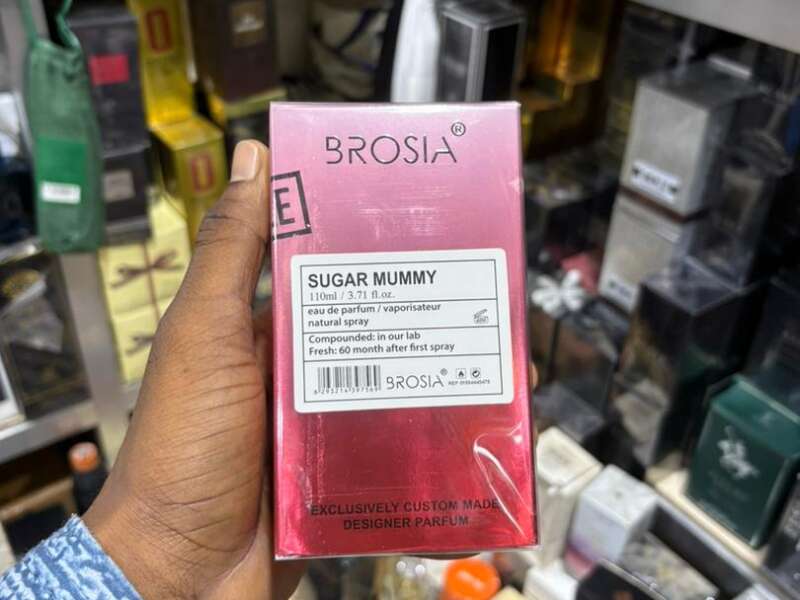 BROSIA®
E
SUGAR MUMMY
110ml / 3.71 fl.oz.
eau de parfum / vaporisateur
natural spray
Compounded: in our lab
Fresh: 60 month after first spray
BROSIA®
EXCLUSIVELY CUSTOM MADE
DESIGNER PARFUM